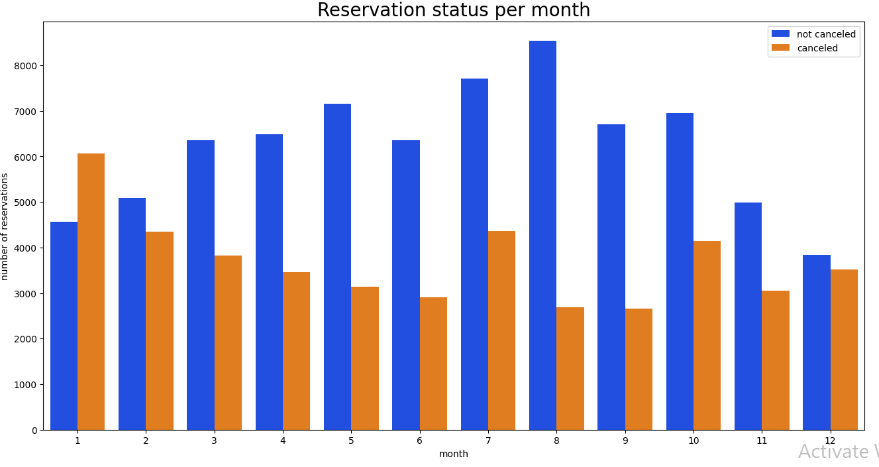 Reservation status per month
not canceled
canceled
number of reservations
8000
7000
6000
5000
4000
3000
2000
1000
0
1 2 3 4 5 6 7 8 9 10 11 12
month
Activate